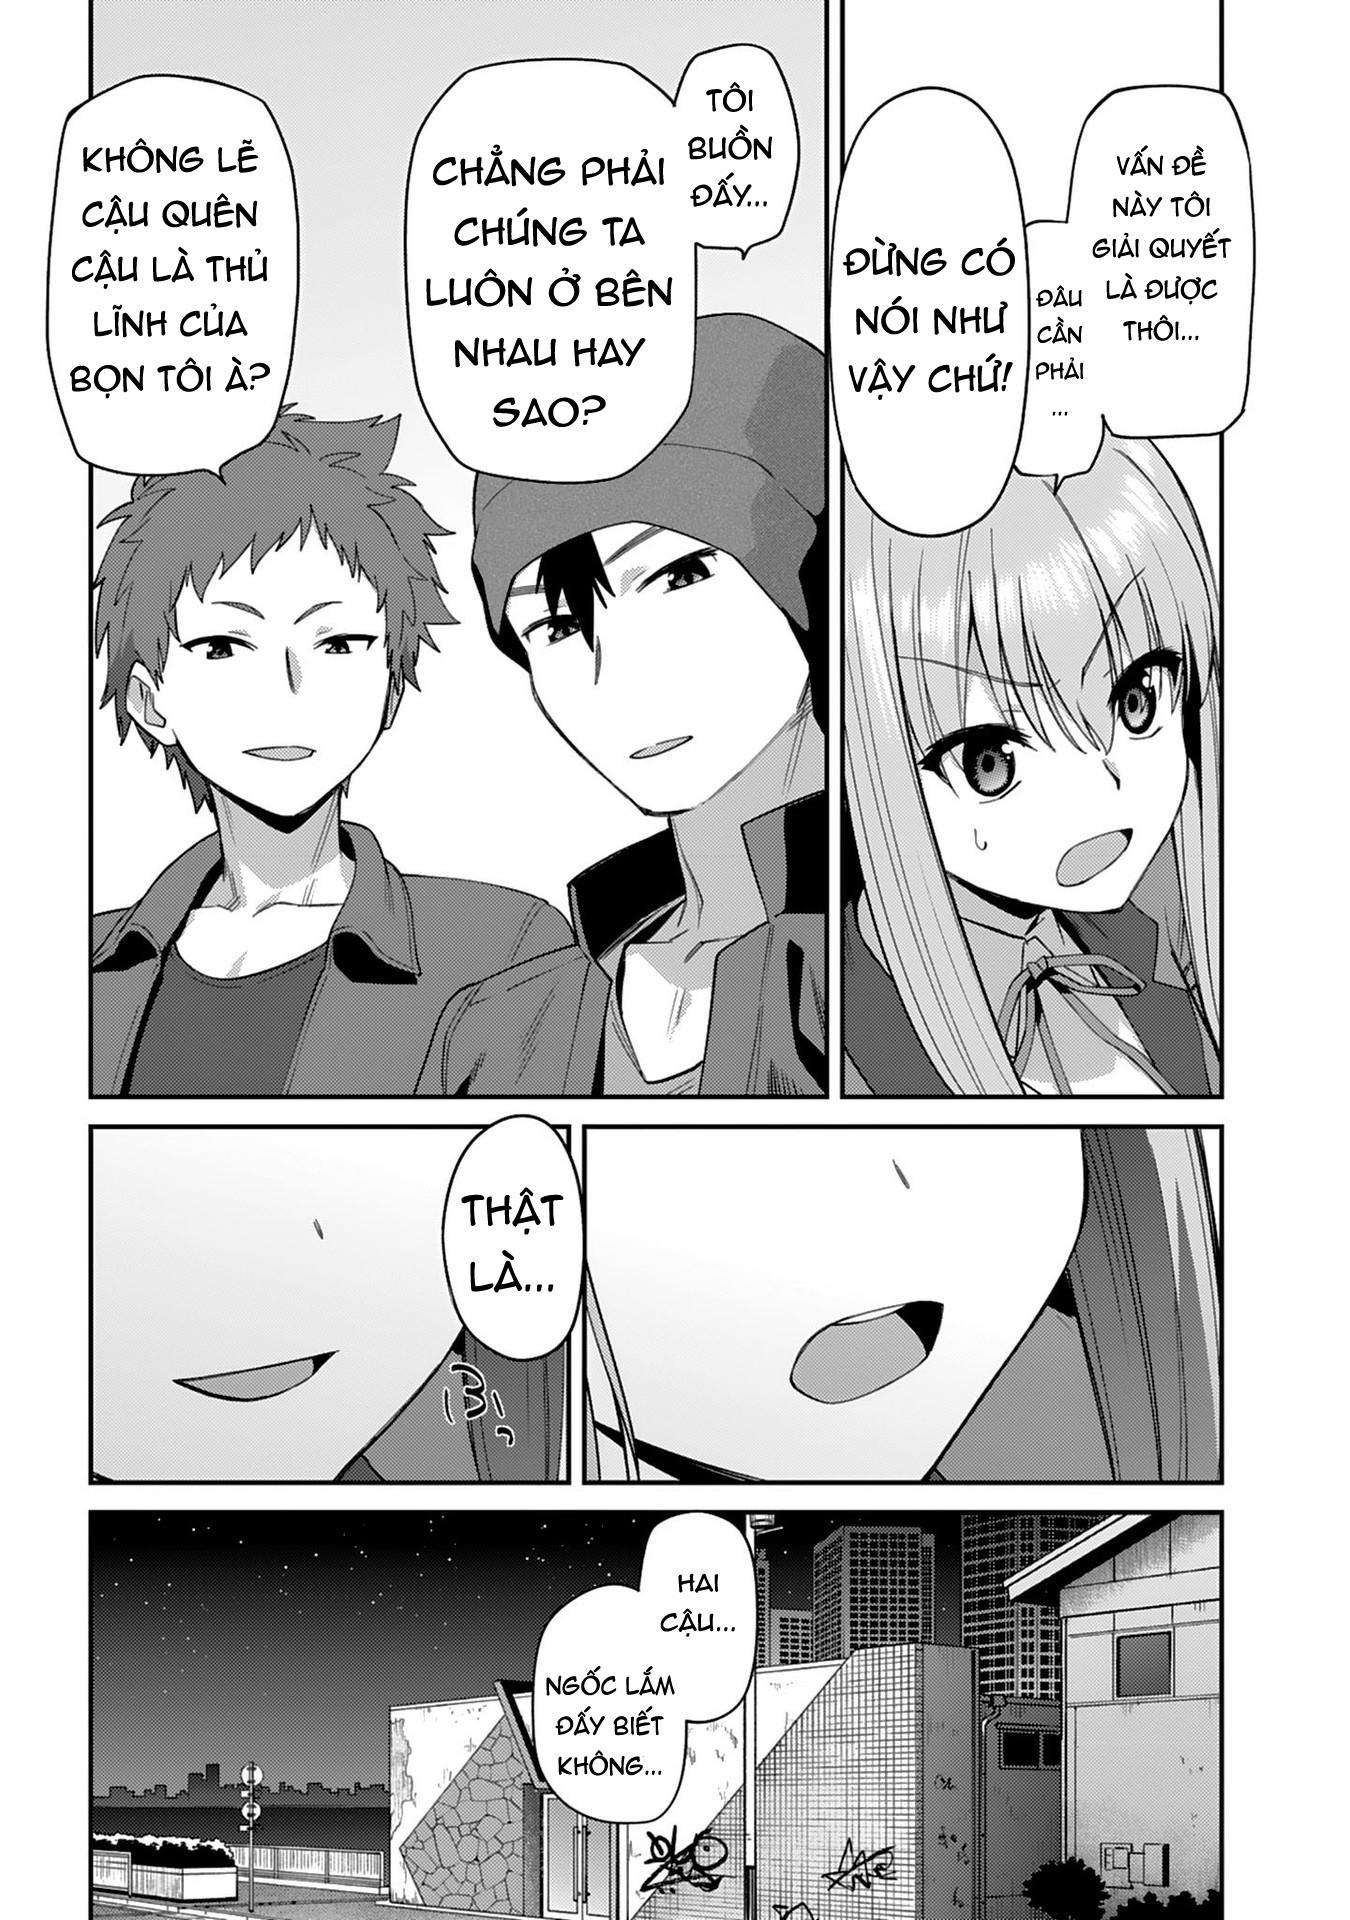 VẤN ĐỀ
NÀY TÔI
GIẢI QUYẾT
LÀ ĐƯỢC
THÔI...
ĐÂU
CẦN
PHẢI
...
ĐỪNG CÓ
NÓI NHƯ
VẬY CHỨ!
TÔI
BUỒN
ĐẤY...
CHẲNG PHẢI
CHÚNG TA
LUÔN Ở BÊN
NHAU HAY
SAO?
KHÔNG LẼ
CẬU QUÊN
CẬU LÀ THỦ
LĨNH CỦA
BỌN TÔI À?
THẬT
LÀ...
ふっ
HAI
CẬU...
NGỐC LẮM
ĐẤY BIẾT
KHÔNG...